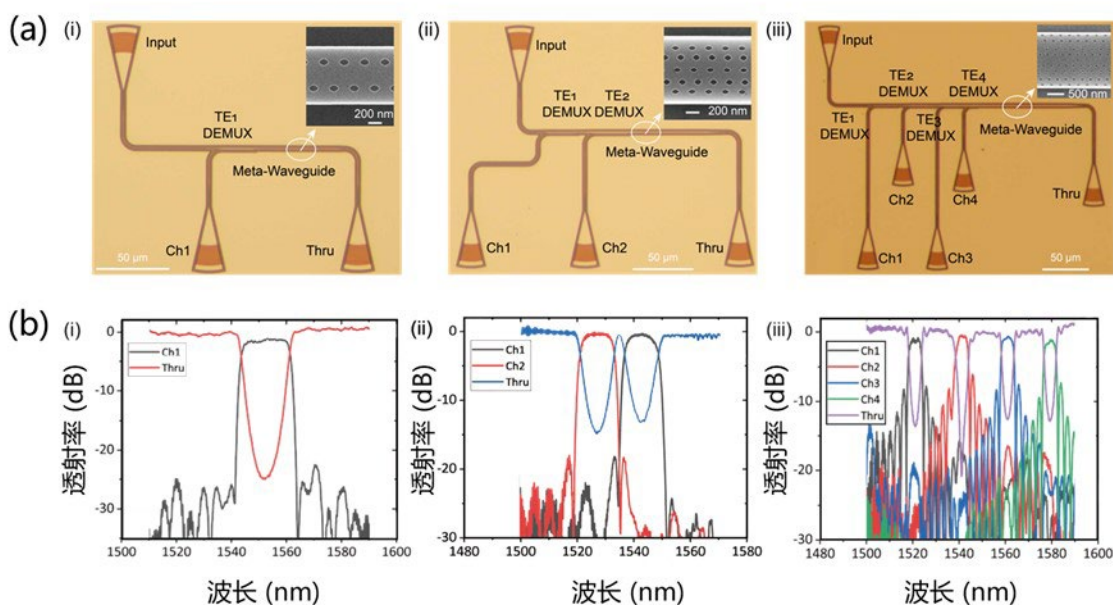 (a)
(i)
Input
TE₁
DEMUX
200 nm
Meta-Waveguide
Ch1
Thru
50 μm
(ii)
Input
TE₁ TE₂
DEMUX DEMUX
200 nm
Meta-Waveguide
Ch1
Ch2
Thru
50 μm
(iii)
Input
TE₂ TE₄
DEMUX DEMUX
500 nm
TE₁ TE₃
DEMUX DEMUX
Meta-Waveguide
Ch2
Ch4
Thru
Ch1
Ch3
50 μm
(b)
(i)
透射率 (dB)
0
-10
-20
-30
Ch1
Thru
1500 1520 1540 1560 1580 1600
波长 (nm)
(ii)
透射率 (dB)
0
-10
-20
-30
Ch1
Ch2
Thru
1480 1500 1520 1540 1560 1580
波长 (nm)
(iii)
透射率 (dB)
0
-10
-20
-30
Ch1
Ch2
Ch3
Ch4
Thru
1480 1500 1520 1540 1560 1580 1600
波长 (nm)